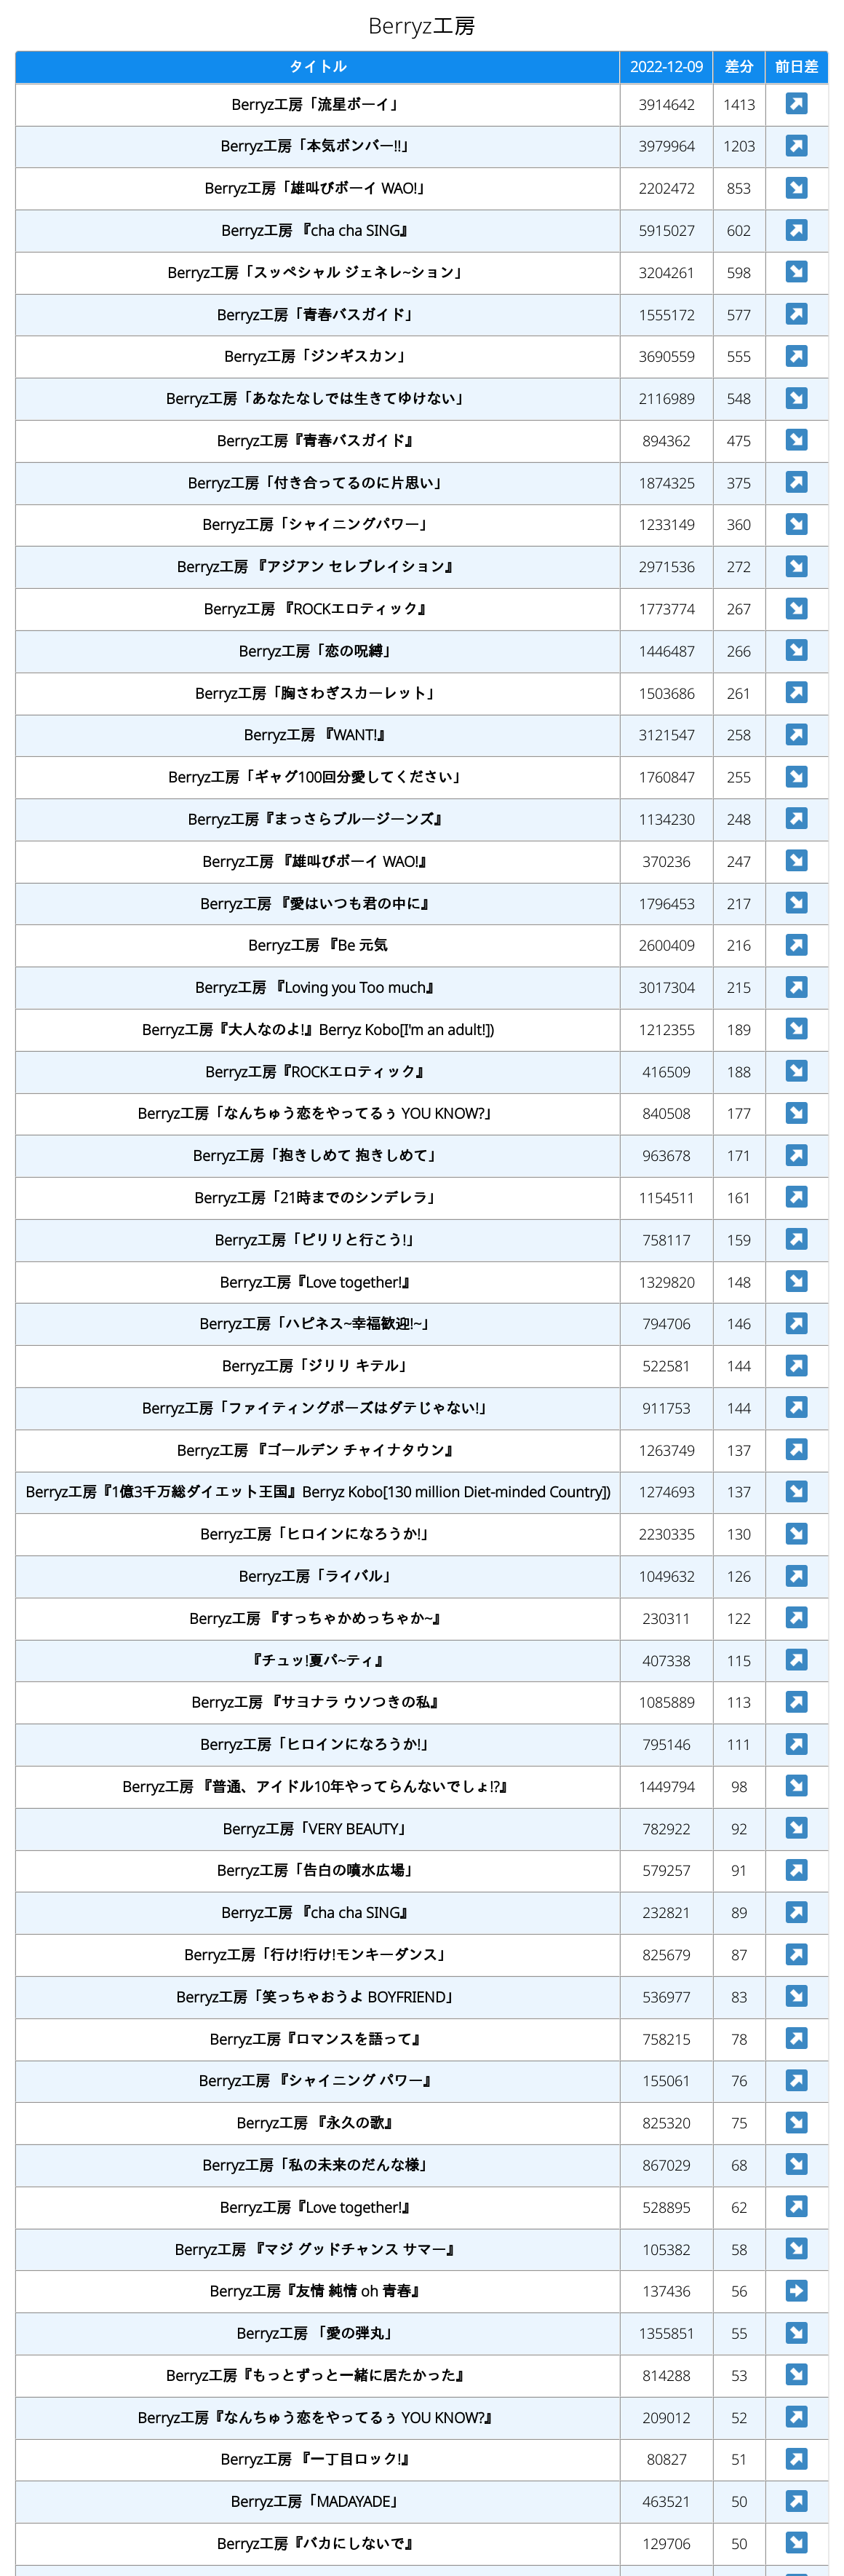 Berryz工房
タイトル 2022-12-09 差分 前日差
Berryz工房「流星ボーイ」 3914642 1413 ↗
Berryz工房「本気ボンバー!!」 3979964 1203 ↗
Berryz工房「雄叫びボーイ WAO!」 2202472 853 ↘
Berryz工房 『cha cha SING』 5915027 602 ↗
Berryz工房「スッペシャル ジェネレ~ション」 3204261 598 ↘
Berryz工房「青春バスガイド」 1555172 577 ↗
Berryz工房「ジンギスカン」 3690559 555 ↗
Berryz工房「あなたなしでは生きてゆけない」 2116989 548 ↘
Berryz工房『青春バスガイド』 894362 475 ↘
Berryz工房「付き合ってるのに片思い」 1874325 375 ↗
Berryz工房「シャイニングパワー」 1233149 360 ↘
Berryz工房 『アジアン セレブレイション』 2971536 272 ↘
Berryz工房 『ROCKエロティック』 1773774 267 ↘
Berryz工房「恋の呪縛」 1446487 266 ↘
Berryz工房「胸さわぎスカーレット」 1503686 261 ↗
Berryz工房 『WANT!』 3121547 258 ↗
Berryz工房「ギャグ100回分愛してください」 1760847 255 ↘
Berryz工房『まっさらブルージーンズ』 1134230 248 ↗
Berryz工房 『雄叫びボーイ WAO!』 370236 247 ↘
Berryz工房 『愛はいつも君の中に』 1796453 217 ↘
Berryz工房 『Be 元気 2600409 216 ↗
Berryz工房 『Loving you Too much』 3017304 215 ↗
Berryz工房『大人なのよ!』Berryz Kobo[I'm an adult!]) 1212355 189 ↘
Berryz工房『ROCKエロティック』 416509 188 ↘
Berryz工房「なんちゅう恋をやってるぅ YOU KNOW?」 840508 177 ↘
Berryz工房「抱きしめて 抱きしめて」 963678 171 ↗
Berryz工房「21時までのシンデレラ」 1154511 161 ↗
Berryz工房「ピリリと行こう!」 758117 159 ↗
Berryz工房『Love together!』 1329820 148 ↘
Berryz工房「ハピネス~幸福歓迎!~」 794706 146 ↗
Berryz工房「ジリリ キテル」 522581 144 ↗
Berryz工房「ファイティングポーズはダテじゃない!」 911753 144 ↗
Berryz工房 『ゴールデン チャイナタウン』 1263749 137 ↗
Berryz工房『1億3千万総ダイエット王国』Berryz Kobo[130 million Diet-minded Country]) 1274693 137 ↘
Berryz工房「ヒロインになろうか!」 2230335 130 ↘
Berryz工房「ライバル」 1049632 126 ↗
Berryz工房 『すっちゃかめっちゃか~』 230311 122 ↗
『チュッ!夏パ~ティ』 407338 115 ↗
Berryz工房 『サヨナラ ウソつきの私』 1085889 113 ↗
Berryz工房「ヒロインになろうか!」 795146 111 ↗
Berryz工房 『普通、アイドル10年やってらんないでしょ!?』 1449794 98 ↘
Berryz工房「VERY BEAUTY」 782922 92 ↘
Berryz工房「告白の噴水広場」 579257 91 ↗
Berryz工房 『cha cha SING』 232821 89 ↗
Berryz工房「行け!行け!モンキーダンス」 825679 87 ↗
Berryz工房「笑っちゃおうよ BOYFRIEND」 536977 83 ↘
Berryz工房『ロマンスを語って』 758215 78 ↗
Berryz工房 『シャイニング パワー』 155061 76 ↗
Berryz工房 『永久の歌』 825320 75 ↘
Berryz工房「私の未来のだんな様」 867029 68 ↘
Berryz工房『Love together!』 528895 62 ↗
Berryz工房 『マジ グッドチャンス サマー』 105382 58 ↘
Berryz工房『友情 純情 oh 青春』 137436 56 ➡
Berryz工房 「愛の弾丸」 1355851 55 ↘
Berryz工房『もっとずっと一緒に居たかった』 814288 53 ↘
Berryz工房『なんちゅう恋をやってるぅ YOU KNOW?』 209012 52 ↗
Berryz工房 『一丁目ロック!』 80827 51 ↗
Berryz工房「MADAYADE」 463521 50 ↗
Berryz工房『バカにしないで』 129706 50 ↘